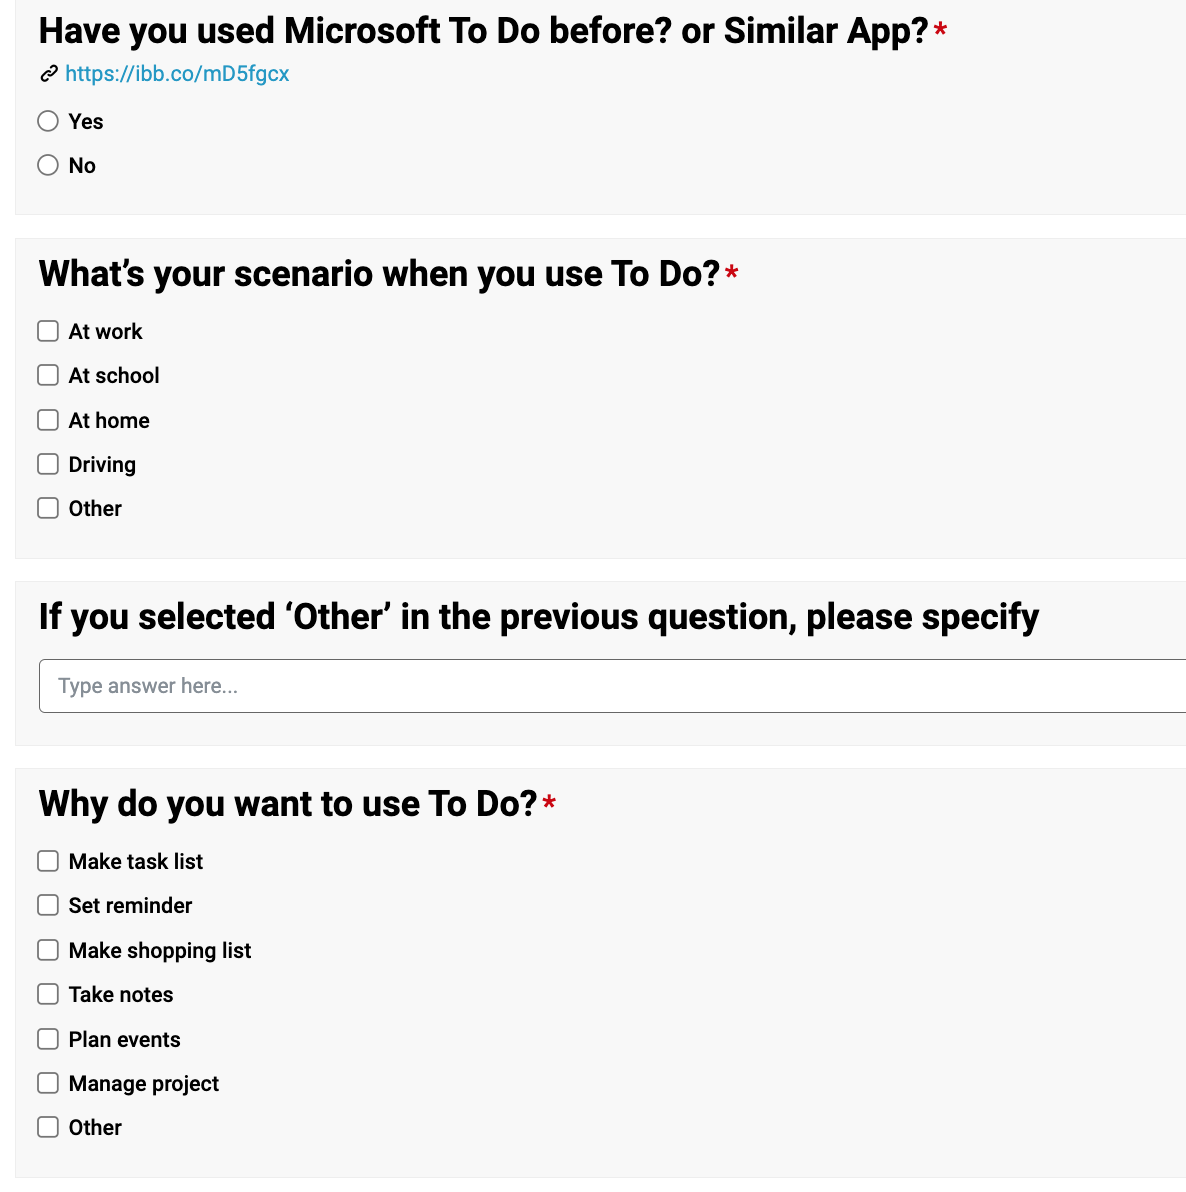 Have you used Microsoft To Do before? or Similar App?*
https://ibb.co/mD5fgcx
Yes
No
What’s your scenario when you use To Do?*
At work
At school
At home
Driving
Other
If you selected ‘Other’ in the previous question, please specify
Type answer here...
Why do you want to use To Do?*
Make task list
Set reminder
Make shopping list
Take notes
Plan events
Manage project
Other